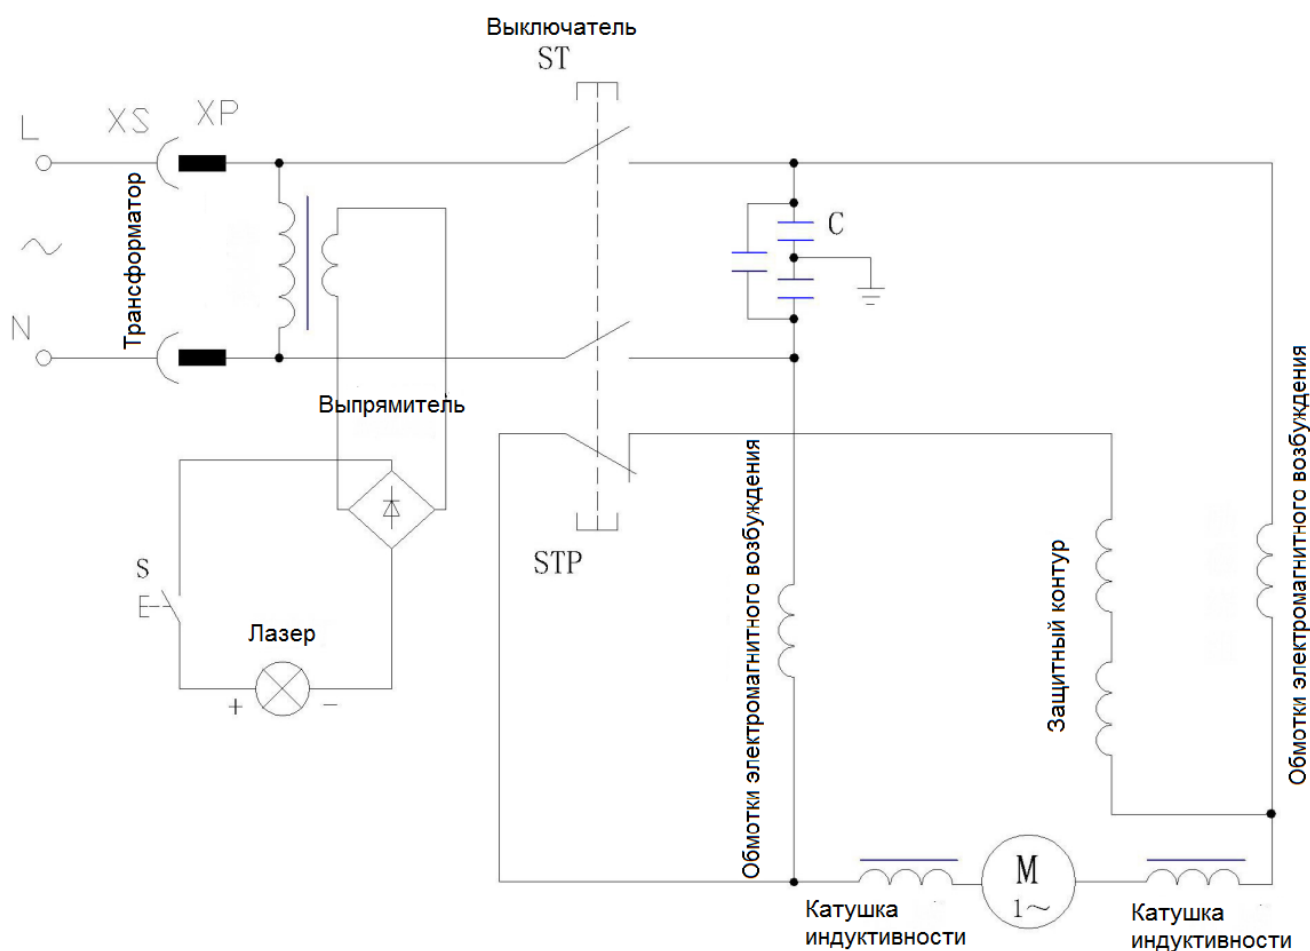 Выключатель
ST
L
XS
XP
Трансформатор
N
C
Выпрямитель
STP
S
Лазер
+
−
Обмотки электромагнитного возбуждения
Защитный контур
Обмотки электромагнитного возбуждения
M
1~
Катушка
индуктивности
Катушка
индуктивности